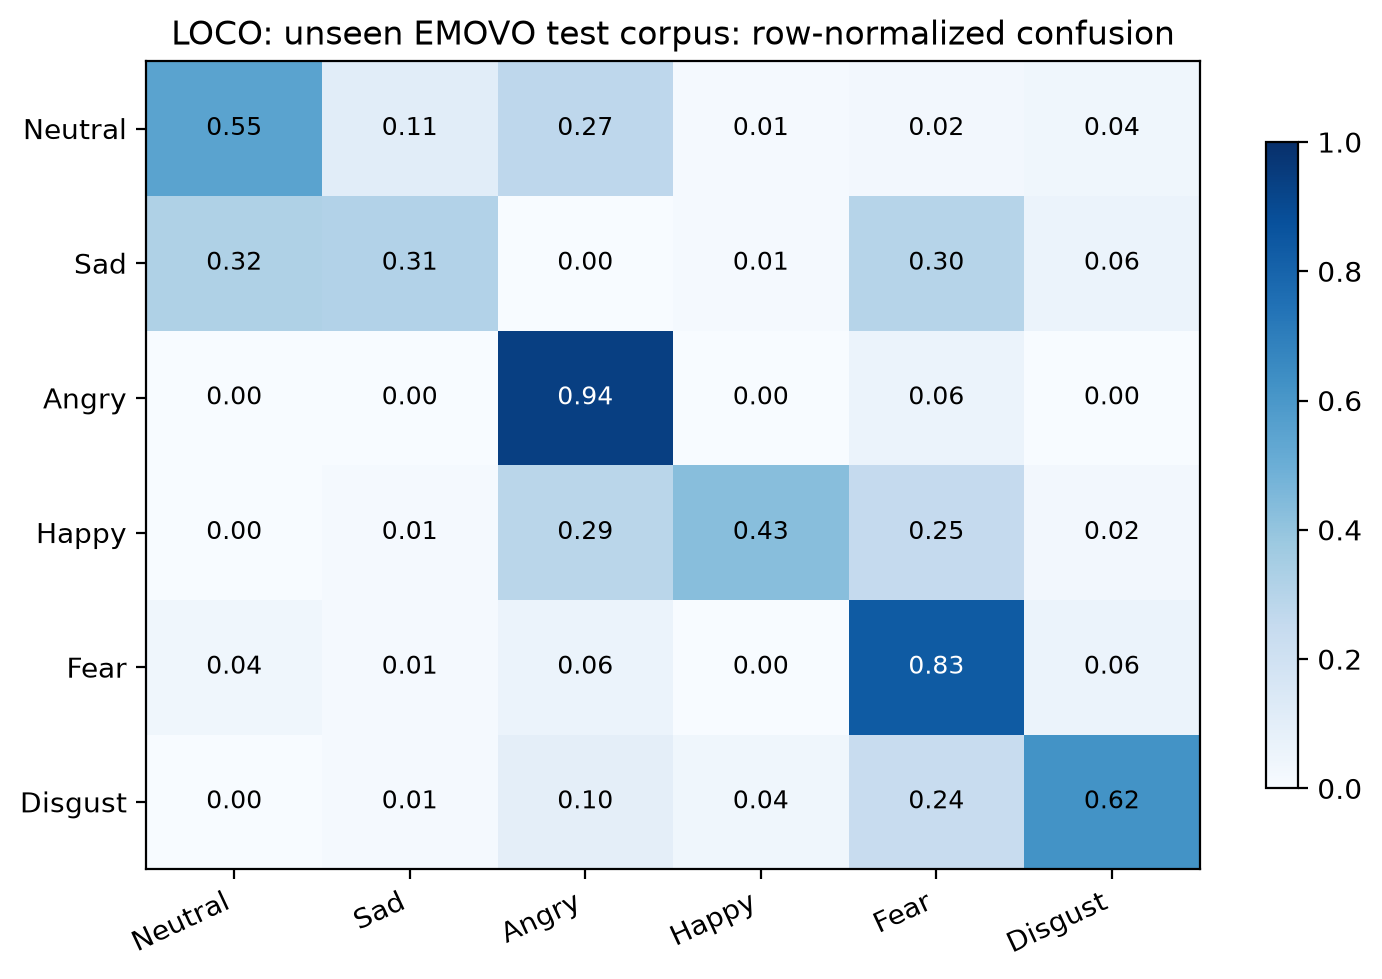 LOCO: unseen EMOVO test corpus: row-normalized confusion
Neutral 0.55 0.11 0.27 0.01 0.02 0.04
Sad 0.32 0.31 0.00 0.01 0.30 0.06
Angry 0.00 0.00 0.94 0.00 0.06 0.00
Happy 0.00 0.01 0.29 0.43 0.25 0.02
Fear 0.04 0.01 0.06 0.00 0.83 0.06
Disgust 0.00 0.01 0.10 0.04 0.24 0.62
Neutral Sad Angry Happy Fear Disgust
1.0
0.8
0.6
0.4
0.2
0.0